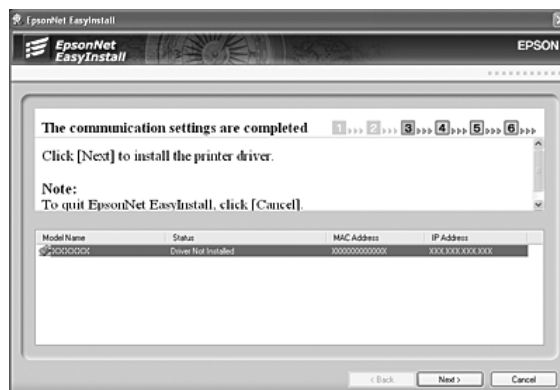 EpsonNet EasyInstall
EpsonNet
EasyInstall
EPSON
The communication settings are completed 1 2 3 4 5 6
Click [Next] to install the printer driver.
Note:
To quit EpsonNet EasyInstall, click [Cancel].
Model Name Status MAC Address IP Address
XXXXXXX Driver Not Installed XXXXXXXXXXXX XXX.XXX.XXX.XXX
< Back Next > Cancel